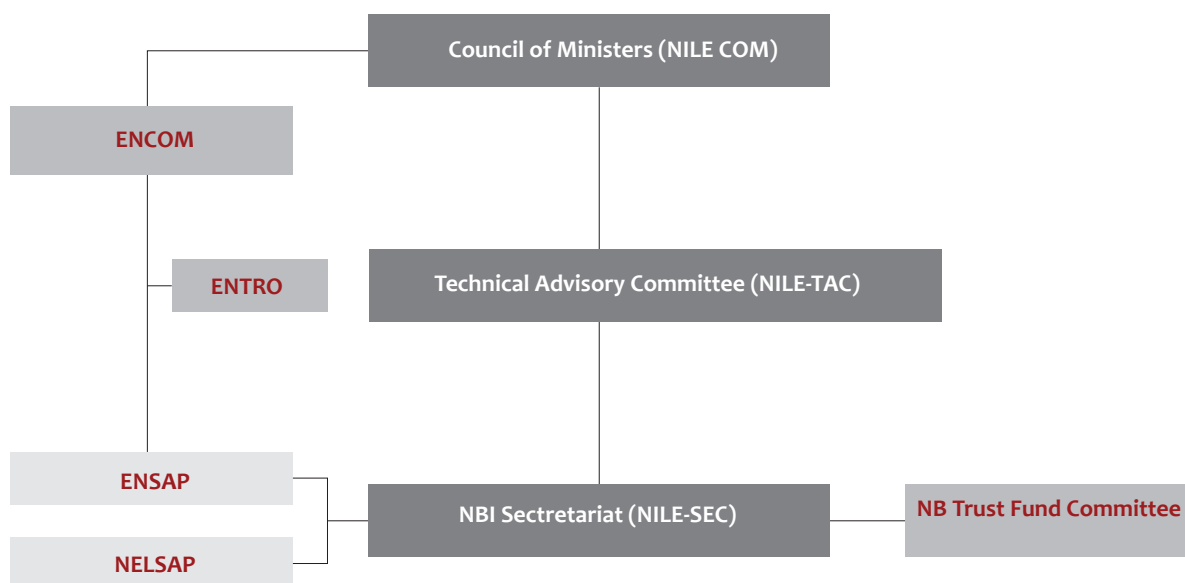 Council of Ministers (NILE COM)
ENCOM
ENTRO
Technical Advisory Committee (NILE-TAC)
ENSAP
NBI Sectretariat (NILE-SEC)
NB Trust Fund Committee
NELSAP